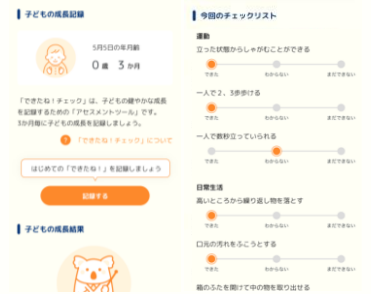 子どもの成長記録
5月5日の年月齢
0 歳 3 か月
「できたね！チェック」は、子どもの健やかな成長
を記録するための「アセスメントツール」です。
3か月毎に子どもの成長を記録しましょう。
? 「できたね！チェック」について
はじめての「できたね！」を記録しましょう
記録する
子どもの成長結果
今回のチェックリスト
運動
立った状態からしゃがむことができる
できた わからない まだできない
一人で２、3歩歩ける
できた わからない まだできない
一人で数秒立っていられる
できた わからない まだできない
日常生活
高いところから繰り返し物を落とす
できた わからない まだできない
口元の汚れをふこうとする
できた わからない まだできない
箱のふたを開けて中の物を取り出せる